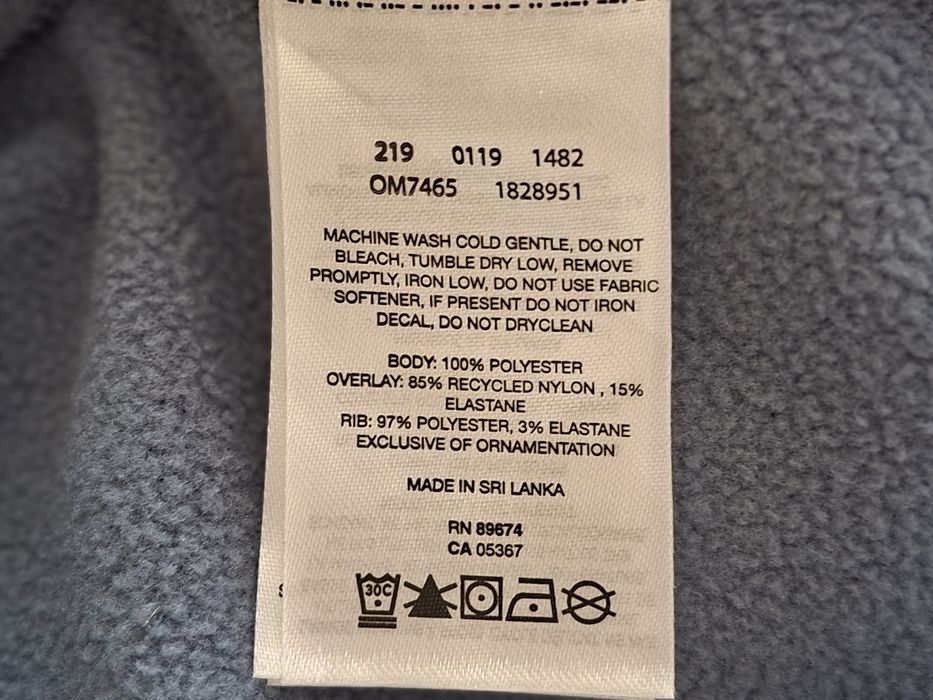 219 0119 1482
OM7465 1828951
MACHINE WASH COLD GENTLE, DO NOT
BLEACH, TUMBLE DRY LOW, REMOVE
PROMPTLY, IRON LOW, DO NOT USE FABRIC
SOFTENER, IF PRESENT DO NOT IRON
DECAL, DO NOT DRYCLEAN
BODY: 100% POLYESTER
OVERLAY: 85% RECYCLED NYLON , 15%
ELASTANE
RIB: 97% POLYESTER, 3% ELASTANE
EXCLUSIVE OF ORNAMENTATION
MADE IN SRI LANKA
RN 89674
CA 05367
30C